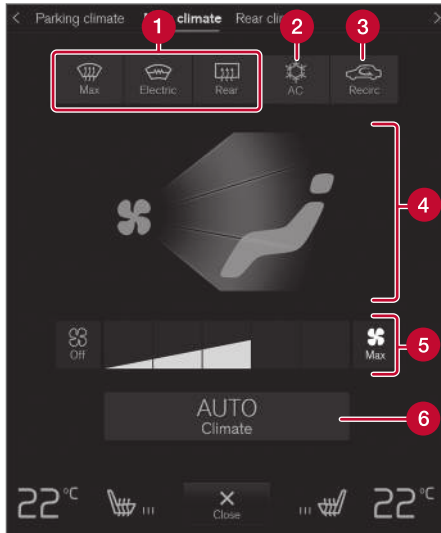 Parking climate climate Rear cli
1 2 3
Max Electric Rear AC Recirc
4
Off Max 5
AUTO 6
Climate
22°C 22°C
Close